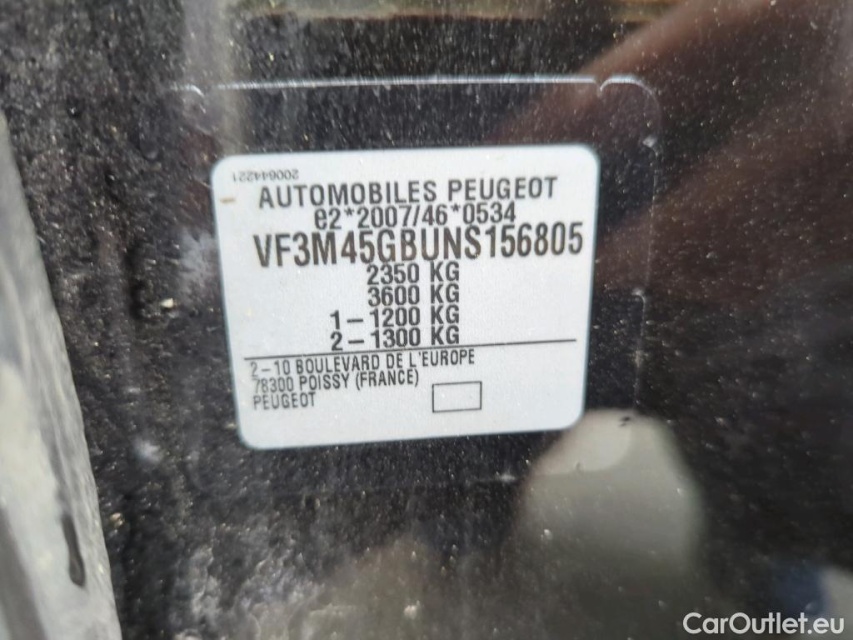 200644221
AUTOMOBILES PEUGEOT
e2*2007/46*0534
VF3M45GBUNS156805
2350 KG
3600 KG
1-1200 KG
2-1300 KG
2-10 BOULEVARD DE L'EUROPE
78300 POISSY (FRANCE)
PEUGEOT
CarOutlet.eu